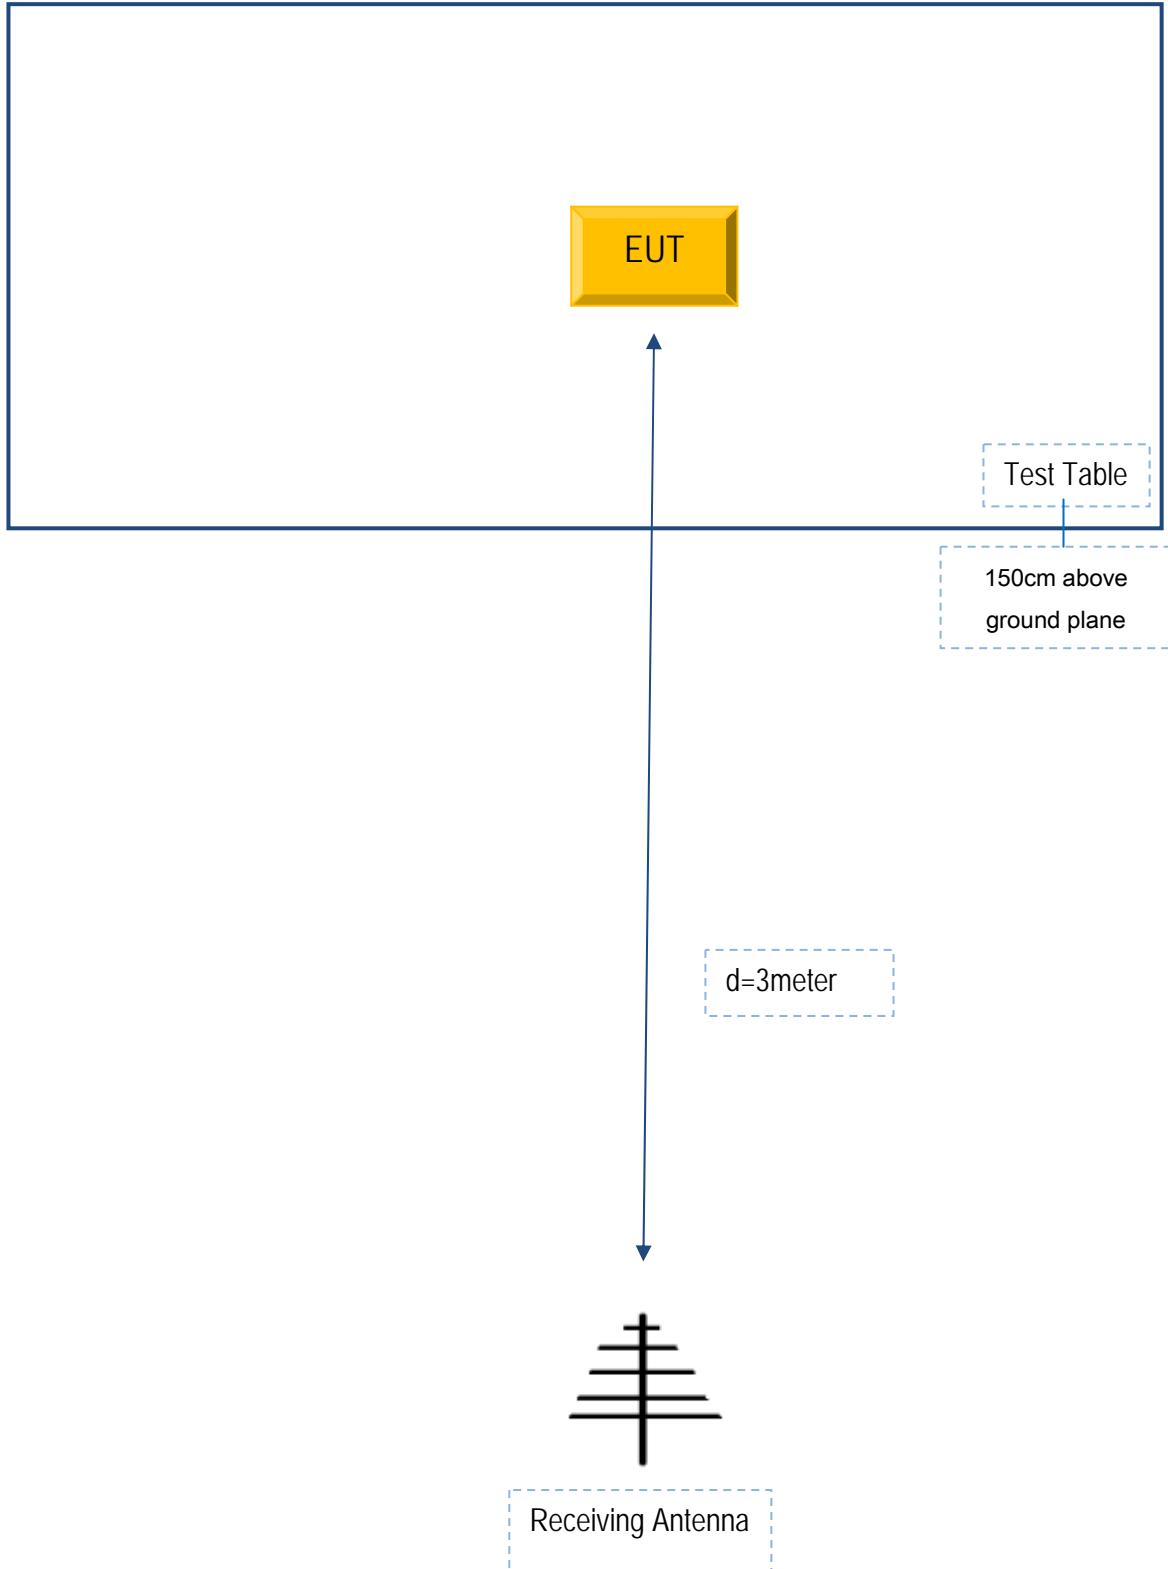 EUT
Test Table
150cm above
ground plane
d=3meter
Receiving Antenna